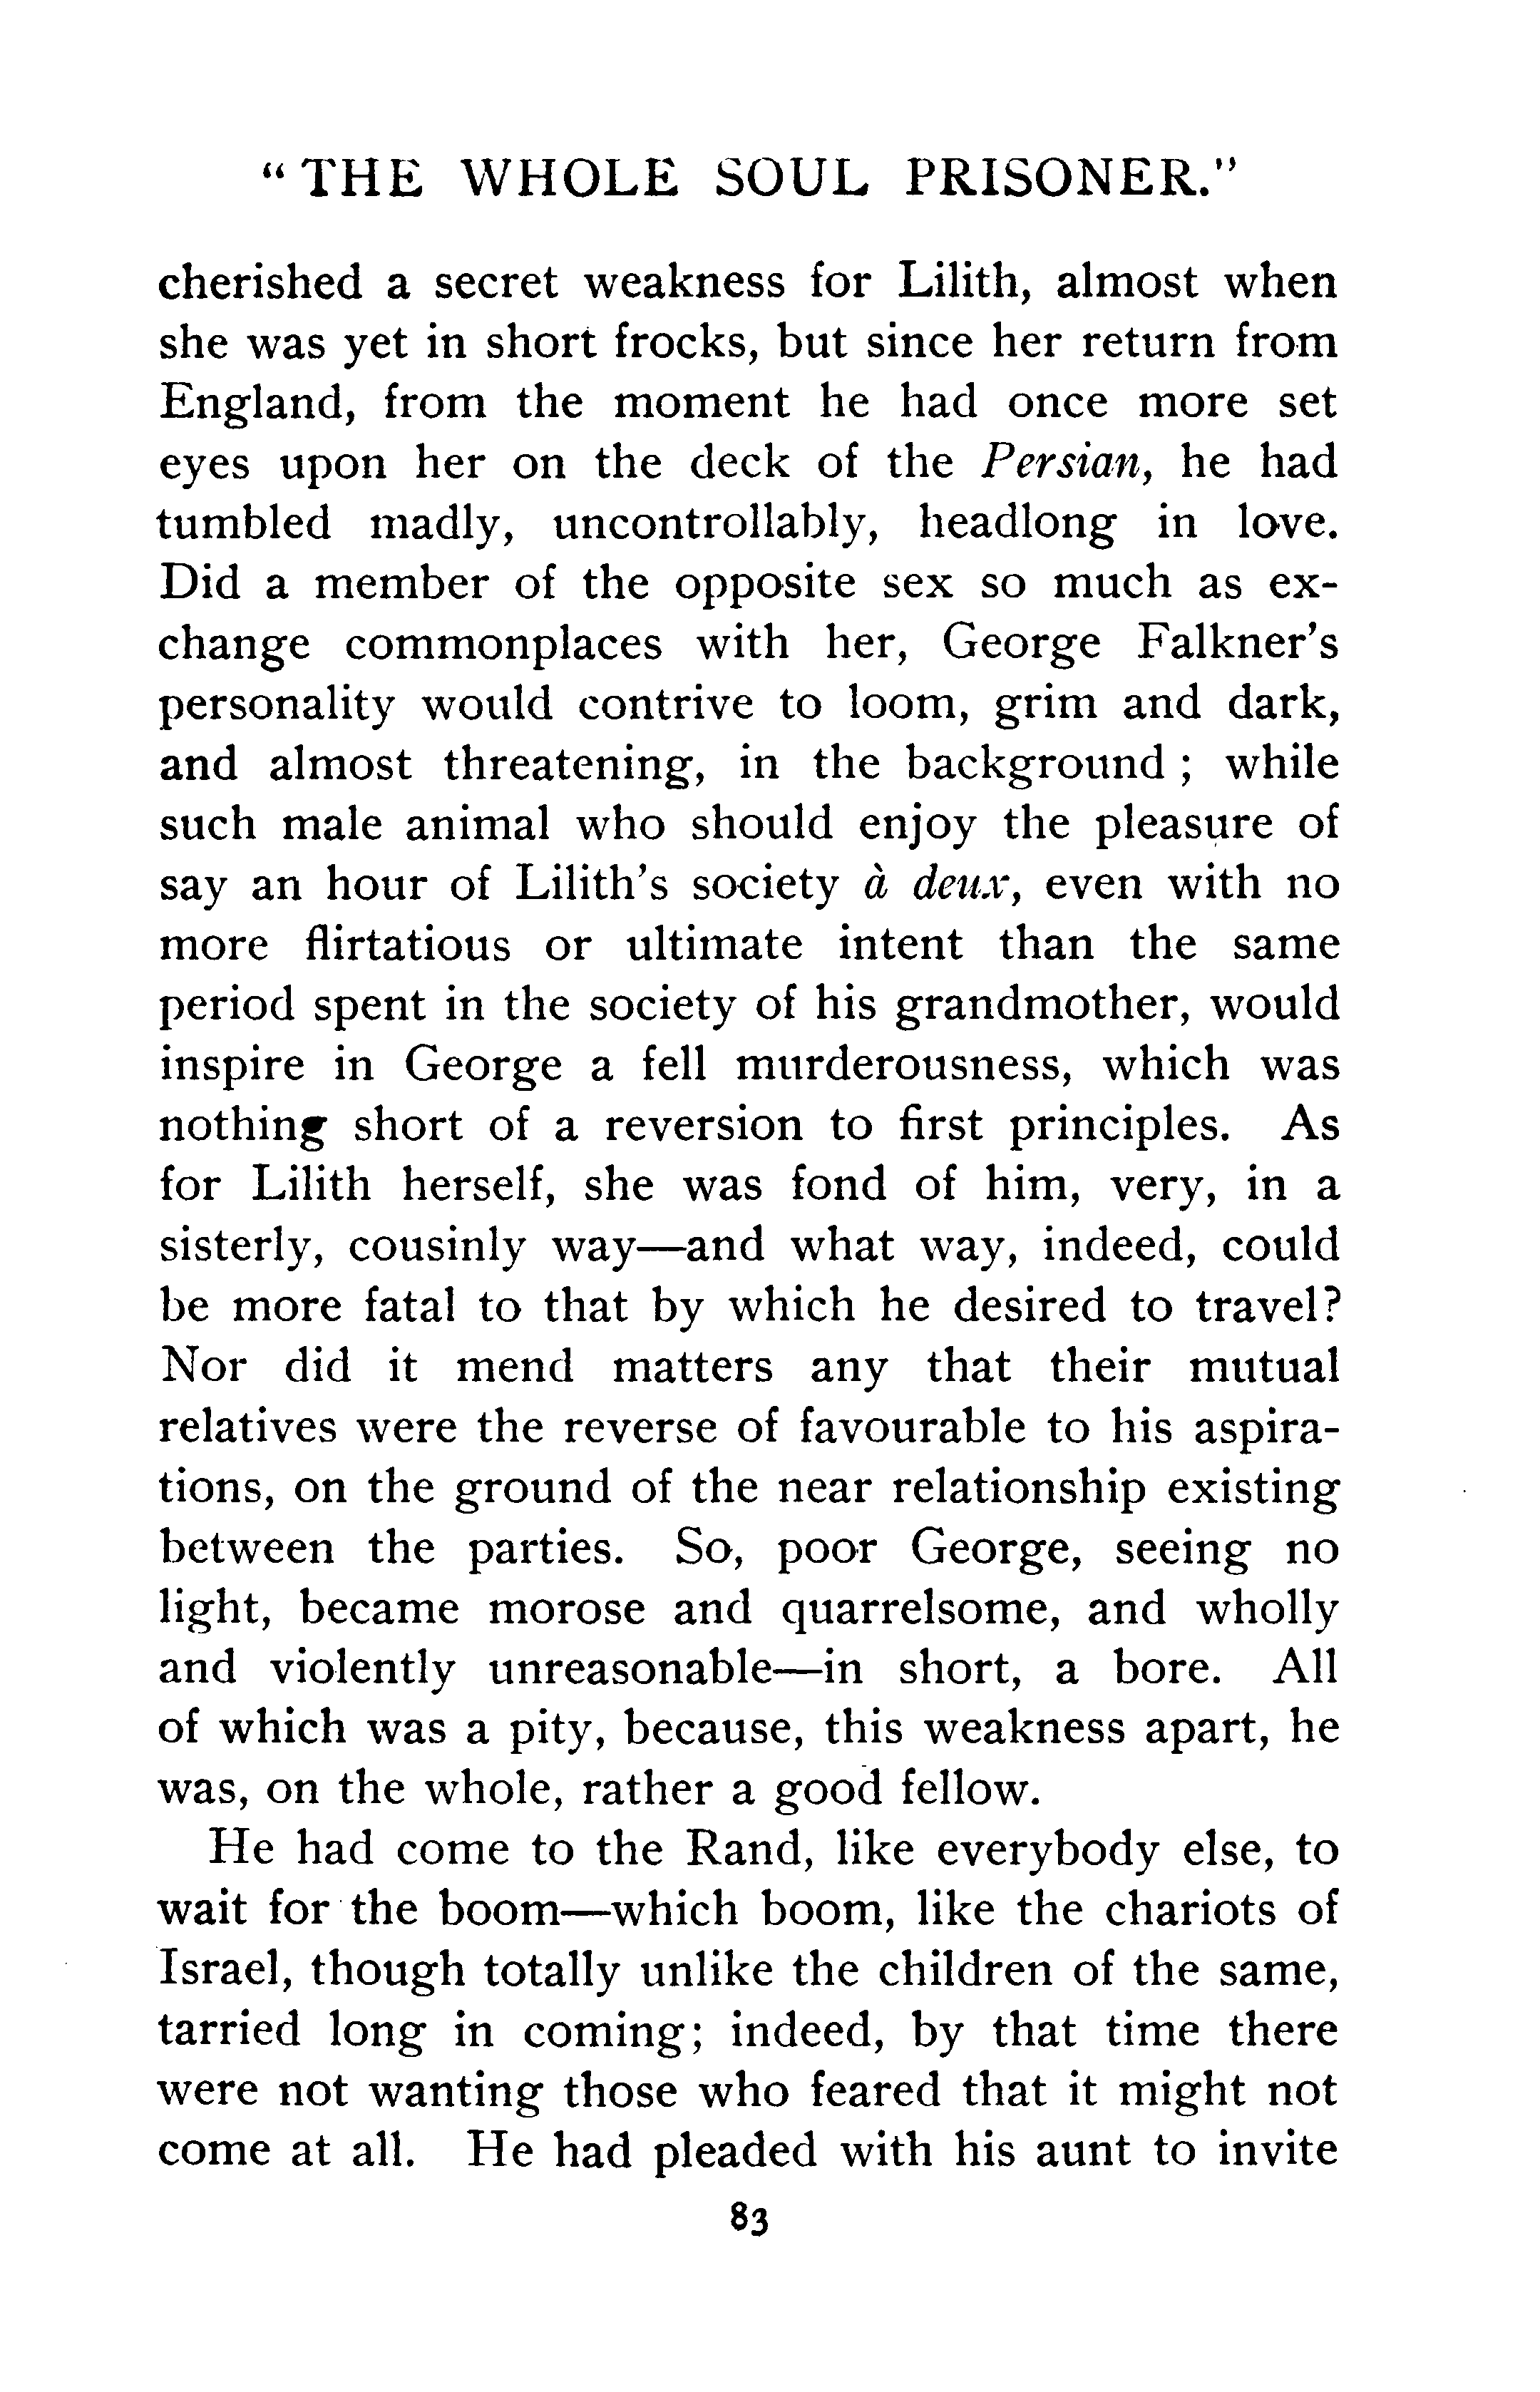 "THE WHOLE SOUL PRISONER."
cherished a secret weakness for Lilith, almost when
she was yet in short frocks, but since her return from
England, from the moment he had once more set
eyes upon her on the deck of the Persian, he had
tumbled madly, uncontrollably, headlong in love.
Did a member of the opposite sex so much as ex-
change commonplaces with her, George Falkner's
personality would contrive to loom, grim and dark,
and almost threatening, in the background ; while
such male animal who should enjoy the pleasure of
say an hour of Lilith's society à deux, even with no
more flirtatious or ultimate intent than the same
period spent in the society of his grandmother, would
inspire in George a fell murderousness, which was
nothing short of a reversion to first principles. As
for Lilith herself, she was fond of him, very, in a
sisterly, cousinly way—and what way, indeed, could
be more fatal to that by which he desired to travel?
Nor did it mend matters any that their mutual
relatives were the reverse of favourable to his aspira-
tions, on the ground of the near relationship existing
between the parties. So, poor George, seeing no
light, became morose and quarrelsome, and wholly
and violently unreasonable—in short, a bore. All
of which was a pity, because, this weakness apart, he
was, on the whole, rather a good fellow.
He had come to the Rand, like everybody else, to
wait for the boom—which boom, like the chariots of
Israel, though totally unlike the children of the same,
tarried long in coming; indeed, by that time there
were not wanting those who feared that it might not
come at all. He had pleaded with his aunt to invite
83